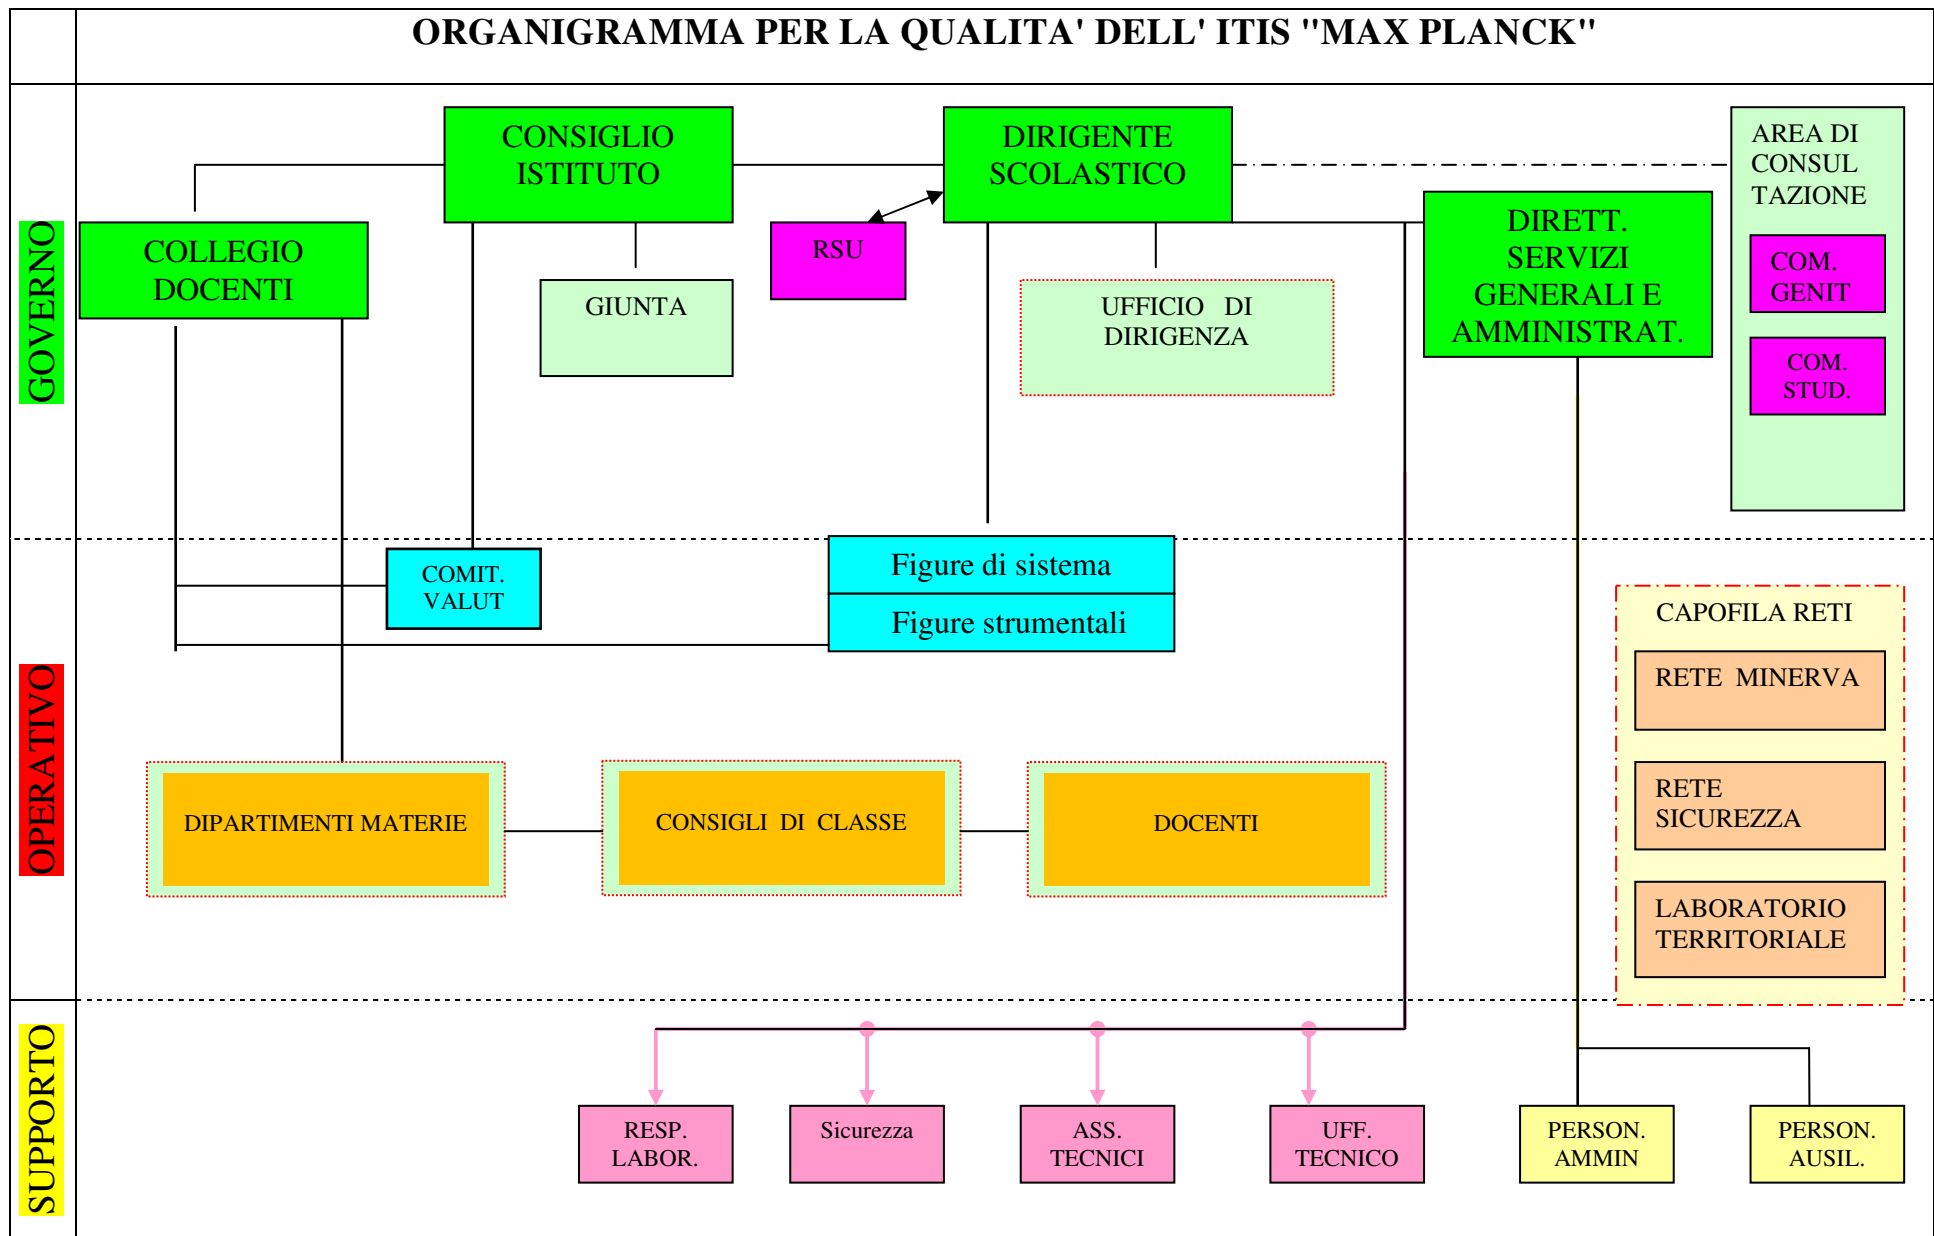 ORGANIGRAMMA PER LA QUALITA' DELL' ITIS "MAX PLANCK"
GOVERNO
CONSIGLIO
ISTITUTO
DIRIGENTE
SCOLASTICO
AREA DI
CONSUL
TAZIONE
COM.
GENIT
COM.
STUD.
COLLEGIO
DOCENTI
RSU
DIRETT.
SERVIZI
GENERALI E
AMMINISTRAT.
GIUNTA
UFFICIO DI
DIRIGENZA
OPERATIVO
COMIT.
VALUT
Figure di sistema
Figure strumentali
CAPOFILA RETI
RETE MINERVA
RETE
SICUREZZA
LABORATORIO
TERRITORIALE
DIPARTIMENTI MATERIE
CONSIGLI DI CLASSE
DOCENTI
SUPPORTO
RESP.
LABOR.
Sicurezza
ASS.
TECNICI
UFF.
TECNICO
PERSON.
AMMIN
PERSON.
AUSIL.